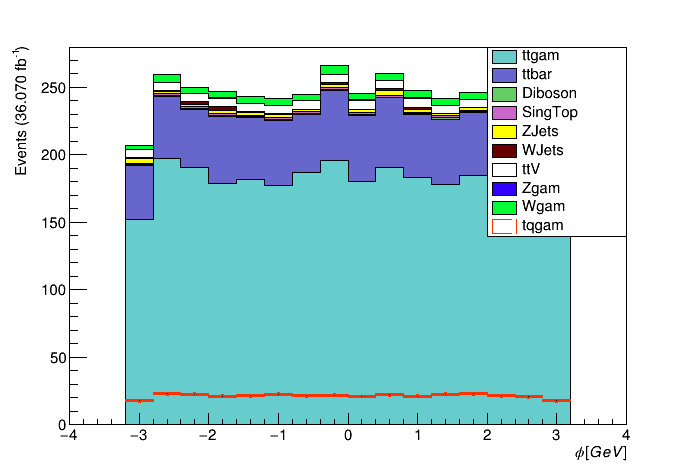 Events (36.070 fb⁻¹)
250
200
150
100
50
0
−4 −3 −2 −1 0 1 2 3 4
ϕ[GeV]
ttgam
ttbar
Diboson
SingTop
ZJets
WJets
ttV
Zgam
Wgam
tqgam